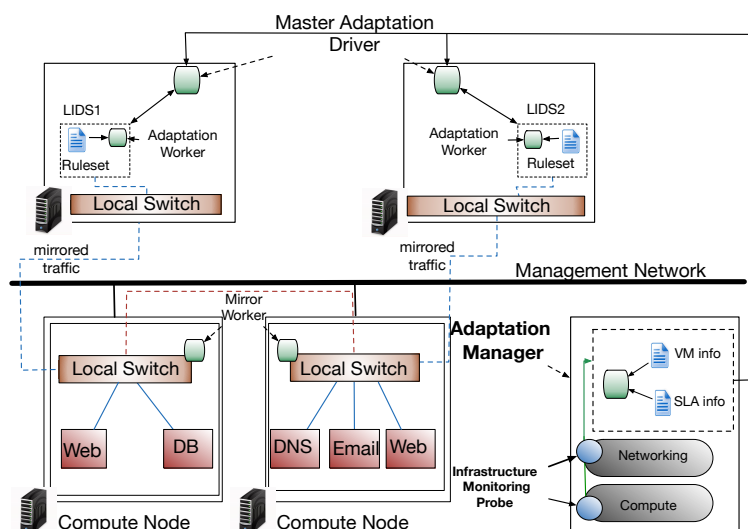 Master Adaptation
Driver
LIDS1
Ruleset
Adaptation
Worker
Local Switch
LIDS2
Adaptation
Worker
Ruleset
Local Switch
mirrored
traffic
mirrored
traffic
Management Network
Mirror
Worker
Local Switch
Web
DB
Compute Node
Local Switch
DNS
Email
Web
Compute Node
Adaptation
Manager
VM info
SLA info
Infrastructure
Monitoring
Probe
Networking
Compute